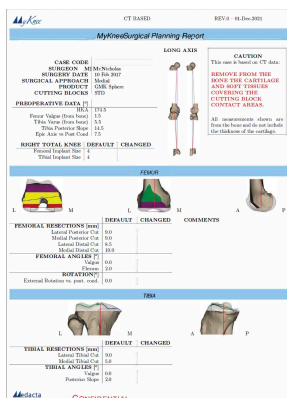 My Knee
CT BASED
REV.0 – 01-Dec-2021
MyKneeSurgical Planning Report
LONG AXIS
CASE CODE
SURGEON M McNicholas
SURGERY DATE 10 Feb 2017
SURGICAL APPROACH Medial
PRODUCT GMK Sphere
CUTTING BLOCKS STD
PREPOERATIVE DATA [°]
HKA 174.5
Femur Valgus (from bone) 1.5
Tibia Varus (from bone) 5.5
Tibia Posterior Slope 14.5
Epic Axis vs Post Cond 7.5
RIGHT TOTAL KNEE DEFAULT CHANGED
Femoral Implant Size 4
Tibial Implant Size 4
CAUTION
This case is based on CT data:
REMOVE FROM THE
BONE THE CARTILAGE
AND SOFT TISSUES
COVERING THE
CUTTING BLOCK
CONTACT AREAS.
All measurements shown are
from the bone and do not include
the thickness of the cartilage.
FEMUR
L M L M A P
DEFAULT CHANGED COMMENTS
FEMORAL RESECTIONS [mm]
Lateral Posterior Cut 9.0
Medial Posterior Cut 9.0
Lateral Distal Cut 8.5
Medial Distal Cut 10.0
FEMORAL ANGLES [°]
Valgus 0.0
Flexion 2.0
ROTATION[°]
External Rotation vs. post. cond. 0.0
TIBIA
L M A P
DEFAULT CHANGED
TIBIAL RESECTIONS [mm]
Lateral Tibial Cut 9.0
Medial Tibial Cut 5.0
TIBIAL ANGLES [°]
Valgus 0.0
Posterior Slope 2.0
Medacta
CONFIDENTIAL